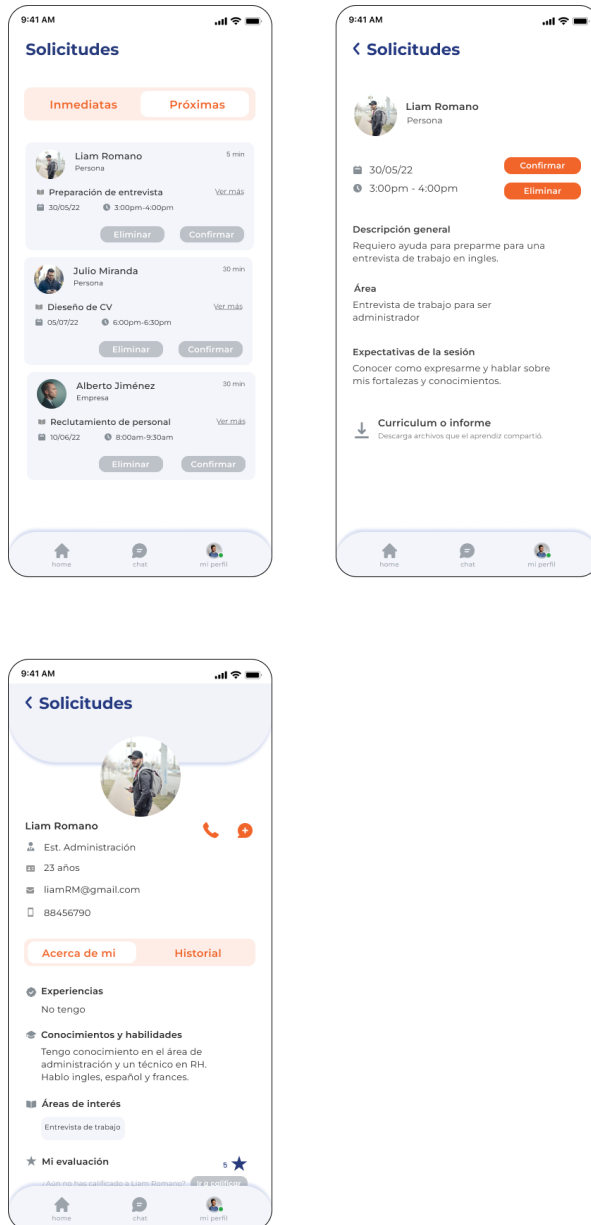 9:41 AM
Solicitudes
Inmediatas
Próximas
Liam Romano
5 min
Persona
Preparación de entrevista
Ver más
30/05/22
3:00pm-4:00pm
Eliminar
Confirmar
Julio Miranda
30 min
Persona
Dieseño de CV
Ver más
05/07/22
6:00pm-6:30pm
Eliminar
Confirmar
Alberto Jiménez
30 min
Empresa
Reclutamiento de personal
Ver más
10/06/22
8:00am-9:30am
Eliminar
Confirmar
home
chat
mi perfil
9:41 AM
Solicitudes
Liam Romano
Persona
30/05/22
Confirmar
3:00pm - 4:00pm
Eliminar
Descripción general
Requiero ayuda para preparme para una
entrevista de trabajo en ingles.
Área
Entrevista de trabajo para ser
administrador
Expectativas de la sesión
Conocer como expresarme y hablar sobre
mis fortalezas y conocimientos.
Curriculum o informe
Descarga archivos que el aprendiz compartió.
home
chat
mi perfil
9:41 AM
Solicitudes
Liam Romano
Est. Administración
23 años
liamRM@gmail.com
88456790
Acerca de mi
Historial
Experiencias
No tengo
Conocimientos y habilidades
Tengo conocimiento en el área de
administración y un técnico en RH.
Hablo ingles, español y frances.
Áreas de interés
Entrevista de trabajo
Mi evaluación
5
¿Aún no has calificado a Liam Romano?
Ir a calificar
home
chat
mi perfil